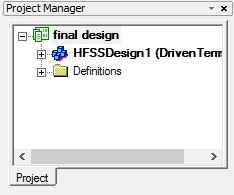 Project Manager
final design
HFSSDesign1 (DrivenTerm
Definitions
Project